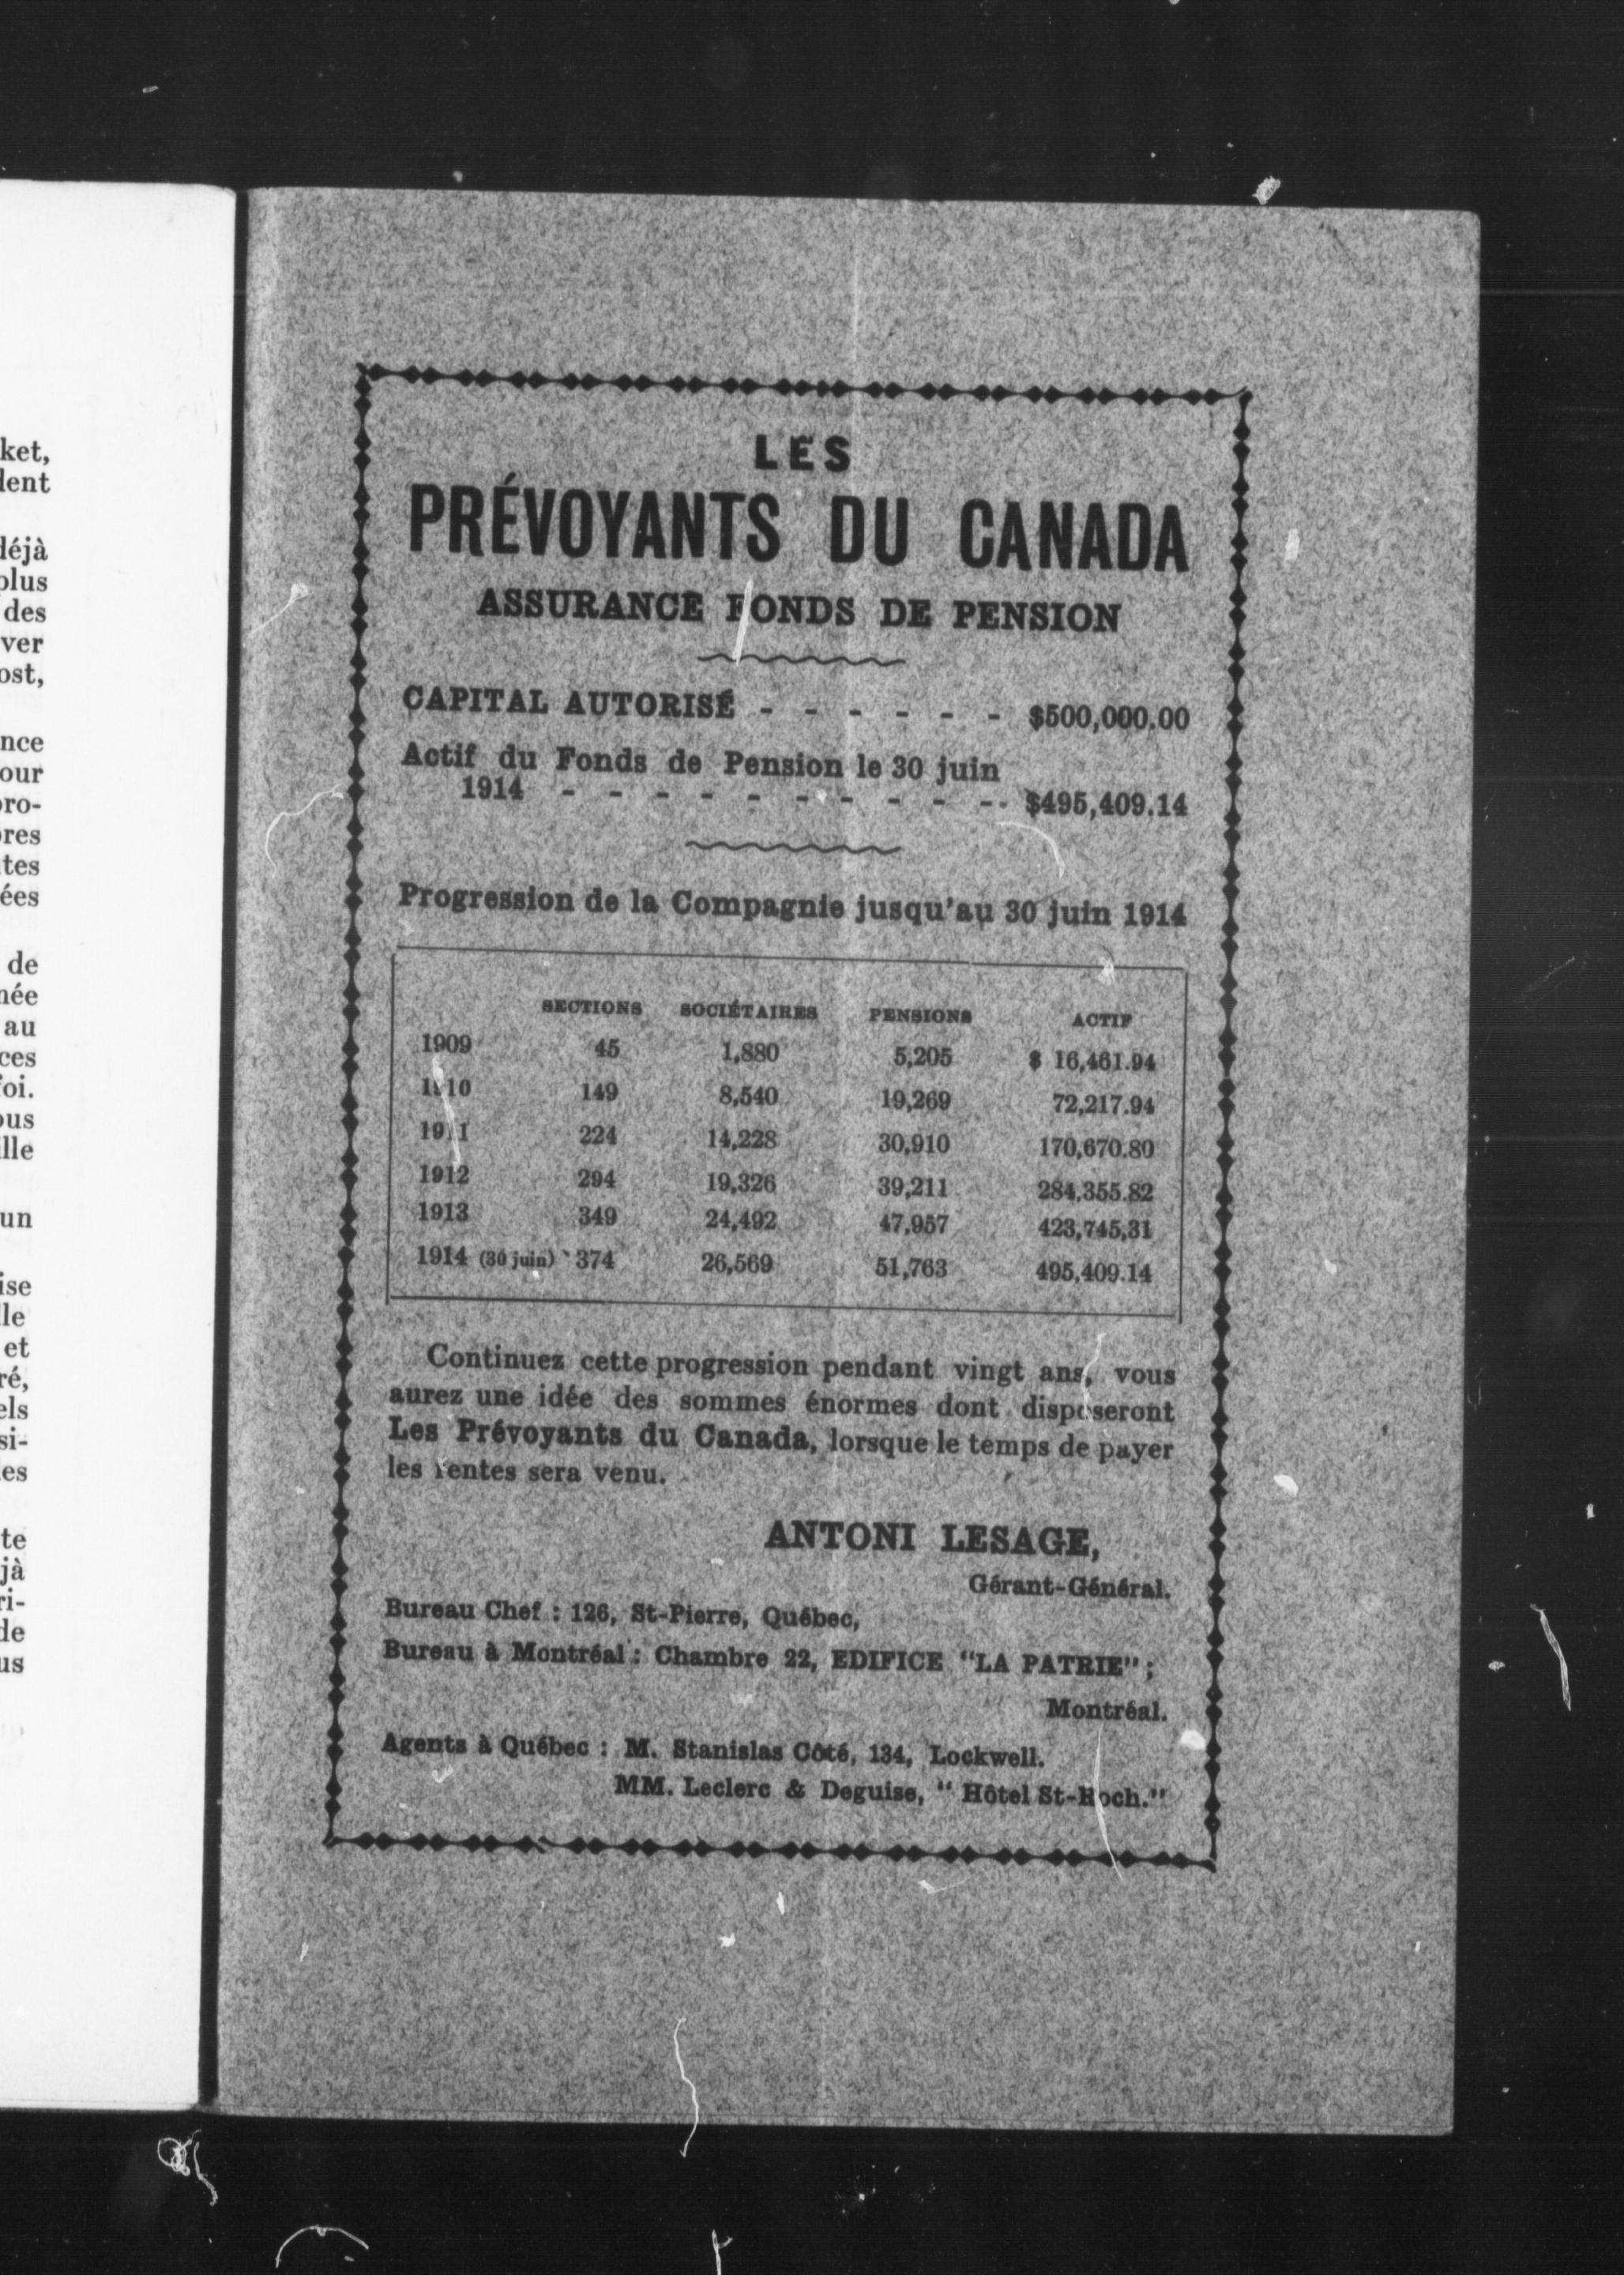 ket,
dent
déjà
plus
des
ver
ost,
nce
our
pro-
bres
tes
ées
de
née
au
ces
foi.
ous
lle
un
ise
lle
et
ré,
els
si-
es
te
jà
ri-
de
us
LES
PRÉVOYANTS DU CANADA
ASSURANCE FONDS DE PENSION
CAPITAL AUTORISÉ - - - - - - $500,000.00
Actif du Fonds de Pension le 30 juin
1914 - - - - - - - - - - $495,409.14
Progression de la Compagnie jusqu'au 30 juin 1914
SECTIONS SOCIÉTAIRES PENSIONS ACTIF
1909 45 1,880 5,205 $ 16,461.94
1910 149 8,540 19,269 72,217.94
1911 224 14,228 30,910 170,670.80
1912 294 19,326 39,211 284,355.82
1913 349 24,492 47,957 423,745,31
1914 (30 juin) 374 26,569 51,763 495,409.14
Continuez cette progression pendant vingt ans, vous
aurez une idée des sommes énormes dont disposeront
Les Prévoyants du Canada, lorsque le temps de payer
les rentes sera venu.
ANTONI LESAGE,
Gérant-Général.
Bureau Chef : 126, St-Pierre, Québec,
Bureau à Montréal : Chambre 22, EDIFICE "LA PATRIE" ;
Montréal.
Agents à Québec : M. Stanislas Côté, 134, Lockwell.
MM. Leclerc & Deguise, " Hôtel St-Roch."